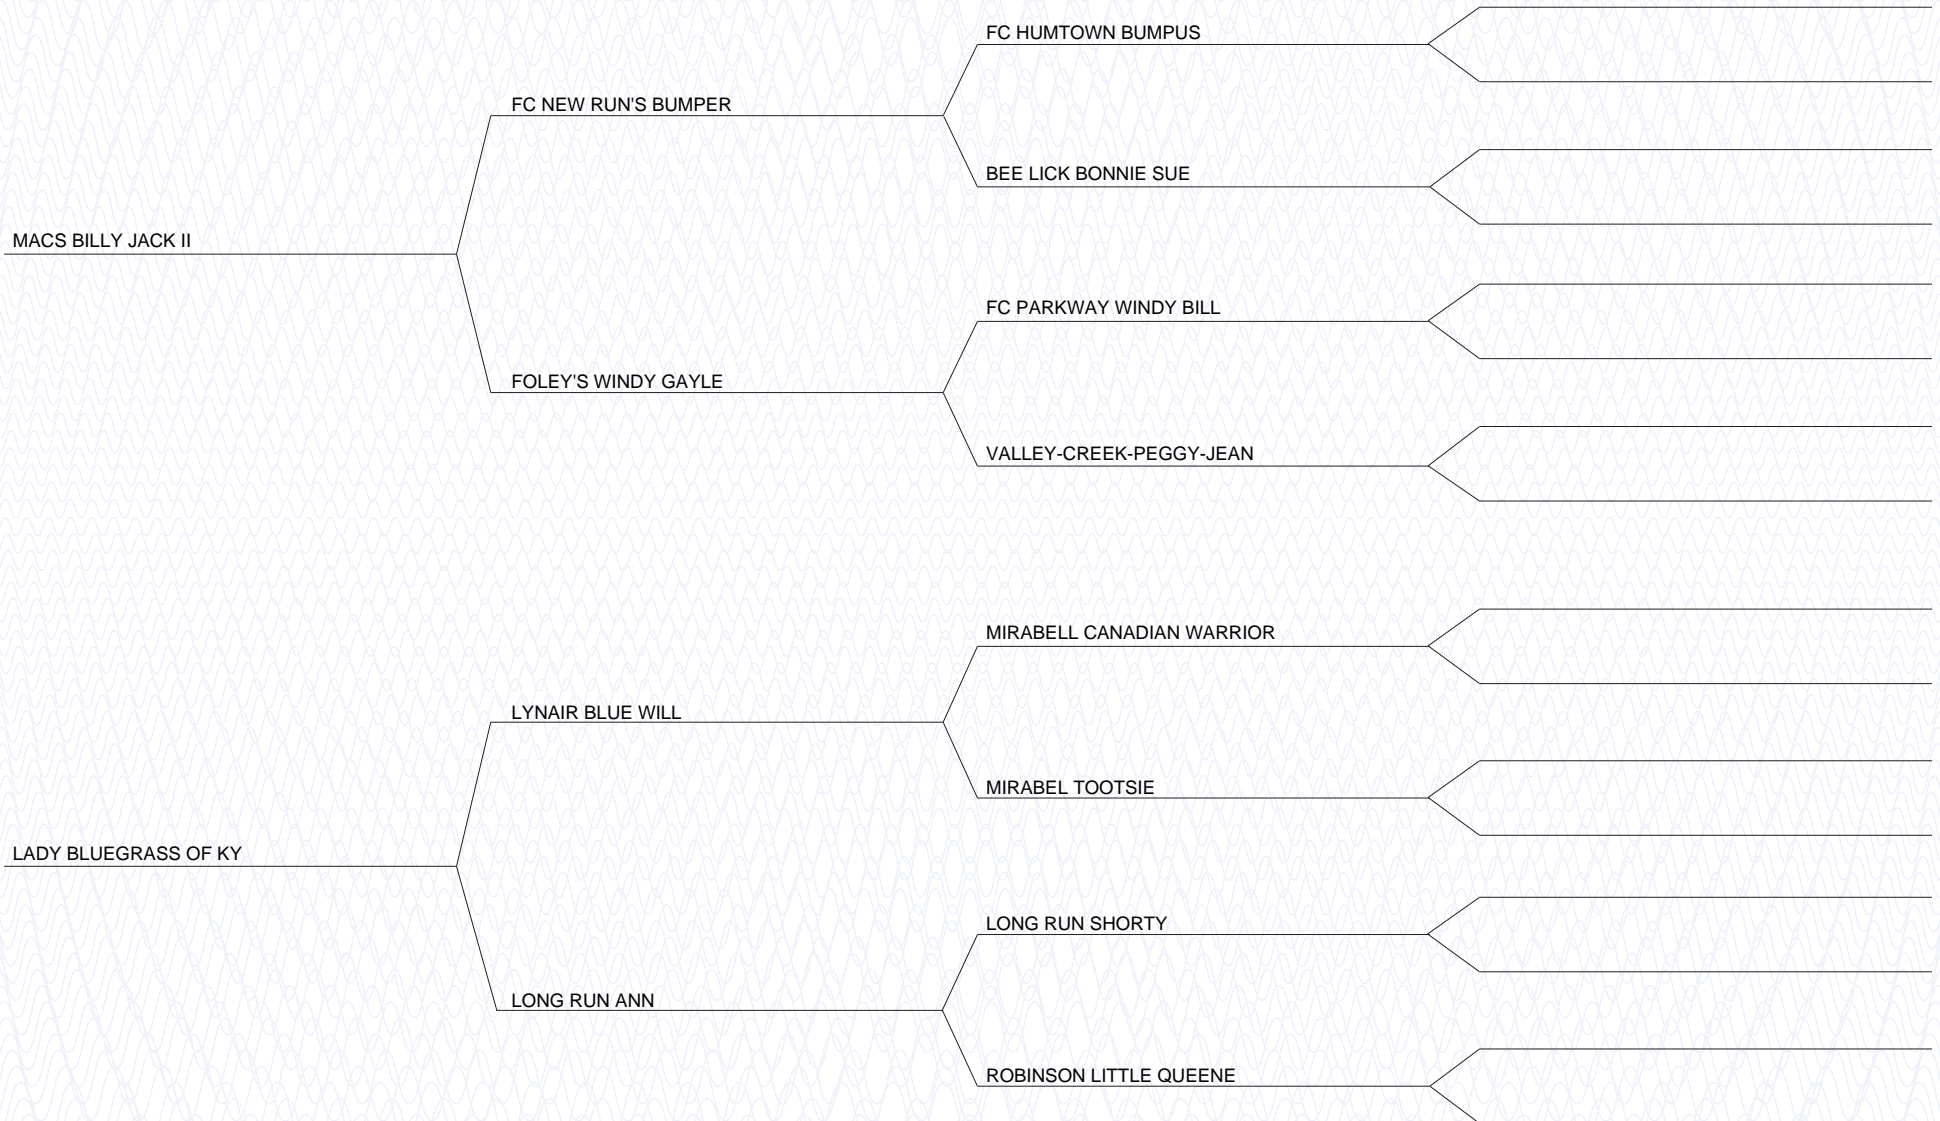 FC HUMTOWN BUMPUS
FC NEW RUN'S BUMPER
BEE LICK BONNIE SUE
MACS BILLY JACK II
FC PARKWAY WINDY BILL
FOLEY'S WINDY GAYLE
VALLEY-CREEK-PEGGY-JEAN
MIRABELL CANADIAN WARRIOR
LYNAIR BLUE WILL
MIRABEL TOOTSIE
LADY BLUEGRASS OF KY
LONG RUN SHORTY
LONG RUN ANN
ROBINSON LITTLE QUEENE